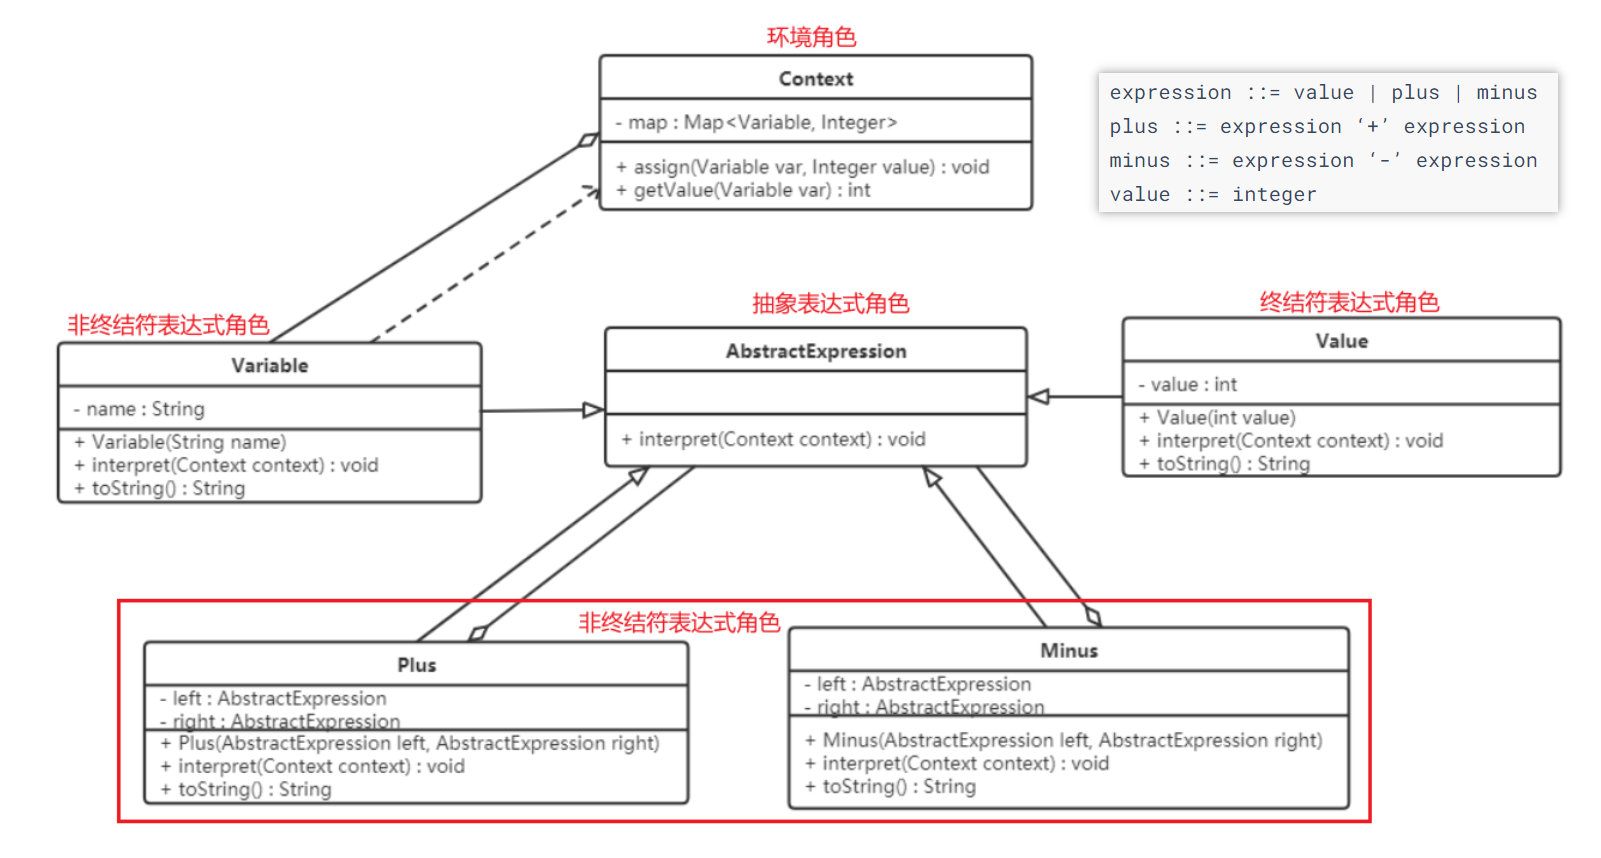 环境角色
Context
- map : Map<Variable, Integer>
+ assign(Variable var, Integer value) : void
+ getValue(Variable var) : int
expression ::= value | plus | minus
plus ::= expression ‘+’ expression
minus ::= expression ‘-’ expression
value ::= integer
非终结符表达式角色
Variable
- name : String
+ Variable(String name)
+ interpret(Context context) : void
+ toString() : String
抽象表达式角色
AbstractExpression
+ interpret(Context context) : void
终结符表达式角色
Value
- value : int
+ Value(int value)
+ interpret(Context context) : void
+ toString() : String
非终结符表达式角色
Plus
- left : AbstractExpression
- right : AbstractExpression
+ Plus(AbstractExpression left, AbstractExpression right)
+ interpret(Context context) : void
+ toString() : String
Minus
- left : AbstractExpression
- right : AbstractExpression
+ Minus(AbstractExpression left, AbstractExpression right)
+ interpret(Context context) : void
+ toString() : String